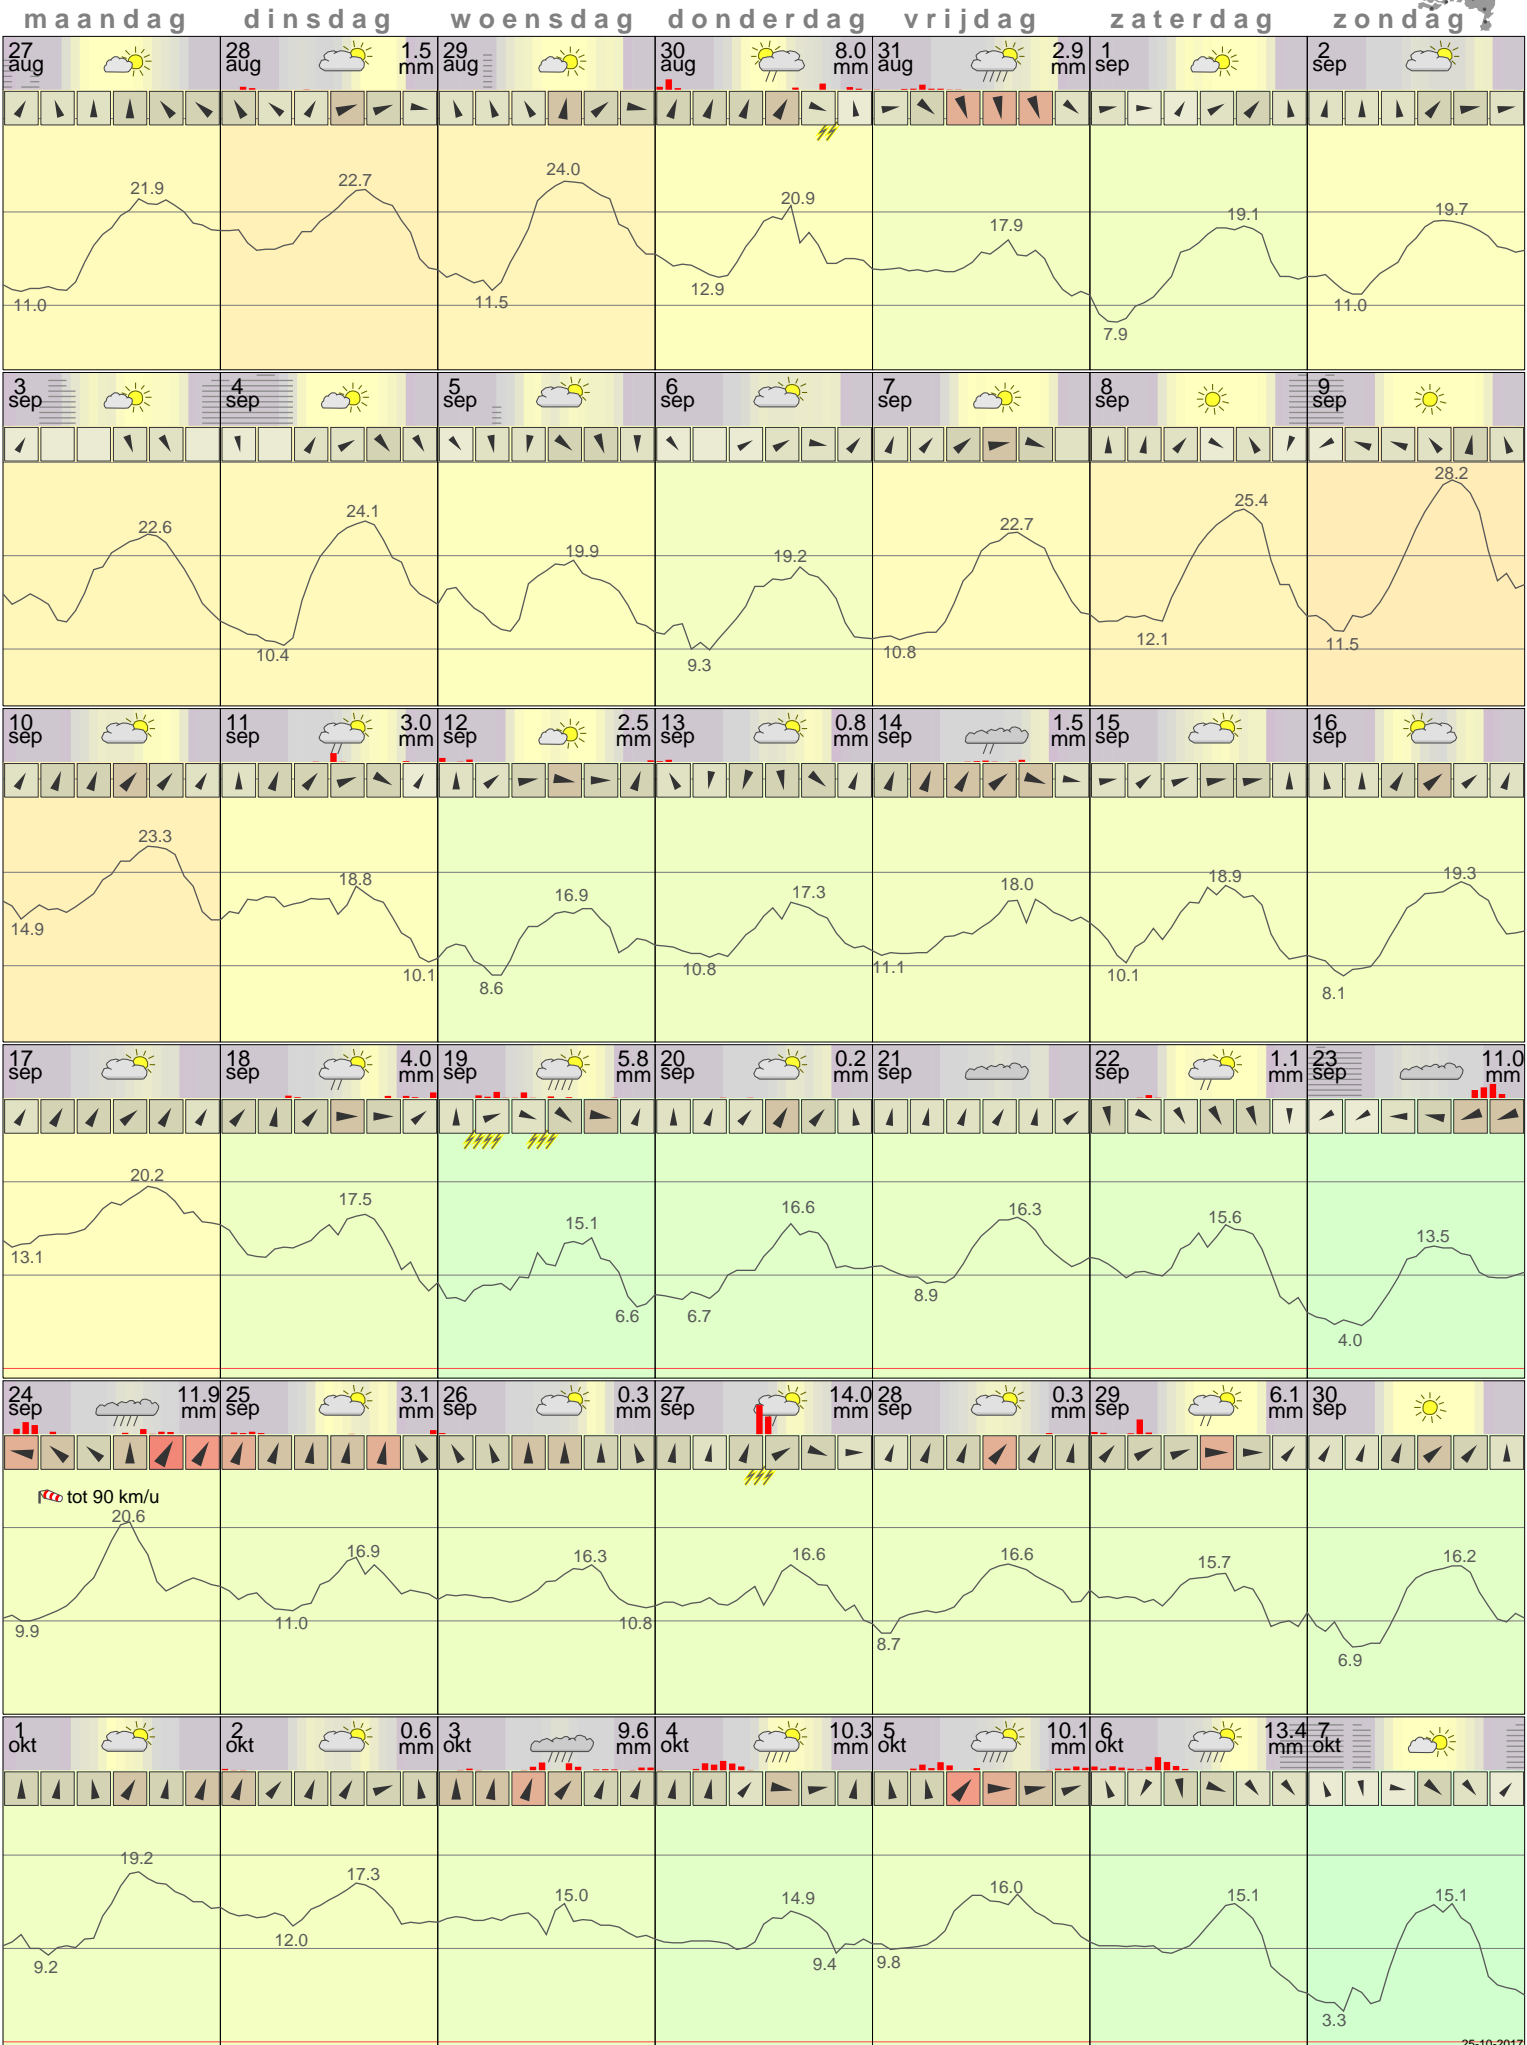 maandag dinsdag woensdag donderdag vrijdag zaterdag zondag
27 aug
28 aug 1.5 mm
29 aug
30 aug 8.0 mm
31 aug 2.9 mm
1 sep
2 sep
21.9 22.7 24.0 20.9 17.9 19.1 19.7
11.0 11.5 12.9 7.9 11.0
3 sep
4 sep
5 sep
6 sep
7 sep
8 sep
9 sep
22.6 24.1 19.9 19.2 22.7 25.4 28.2
10.4 9.3 10.8 12.1 11.5
10 sep
11 sep 3.0 mm
12 sep 2.5 mm
13 sep 0.8 mm
14 sep 1.5 mm
15 sep
16 sep
23.3 18.8 16.9 17.3 18.0 18.9 19.3
14.9 10.1 8.6 10.8 11.1 10.1 8.1
17 sep
18 sep 4.0 mm
19 sep 5.8 mm
20 sep 0.2 mm
21 sep
22 sep 1.1 mm
23 sep 11.0 mm
20.2 17.5 15.1 16.6 16.3 15.6 13.5
13.1 6.6 6.7 8.9 4.0
24 sep 11.9 mm
25 sep 3.1 mm
26 sep 0.3 mm
27 sep 14.0 mm
28 sep 0.3 mm
29 sep 6.1 mm
30 sep
tot 90 km/u
20.6 16.9 16.3 16.6 16.6 15.7 16.2
9.9 11.0 10.8 8.7 6.9
1 okt
2 okt 0.6 mm
3 okt 9.6 mm
4 okt 10.3 mm
5 okt 10.1 mm
6 okt 13.4 mm
7 okt
19.2 17.3 15.0 14.9 16.0 15.1 15.1
9.2 12.0 9.4 9.8 3.3
25-10-2017